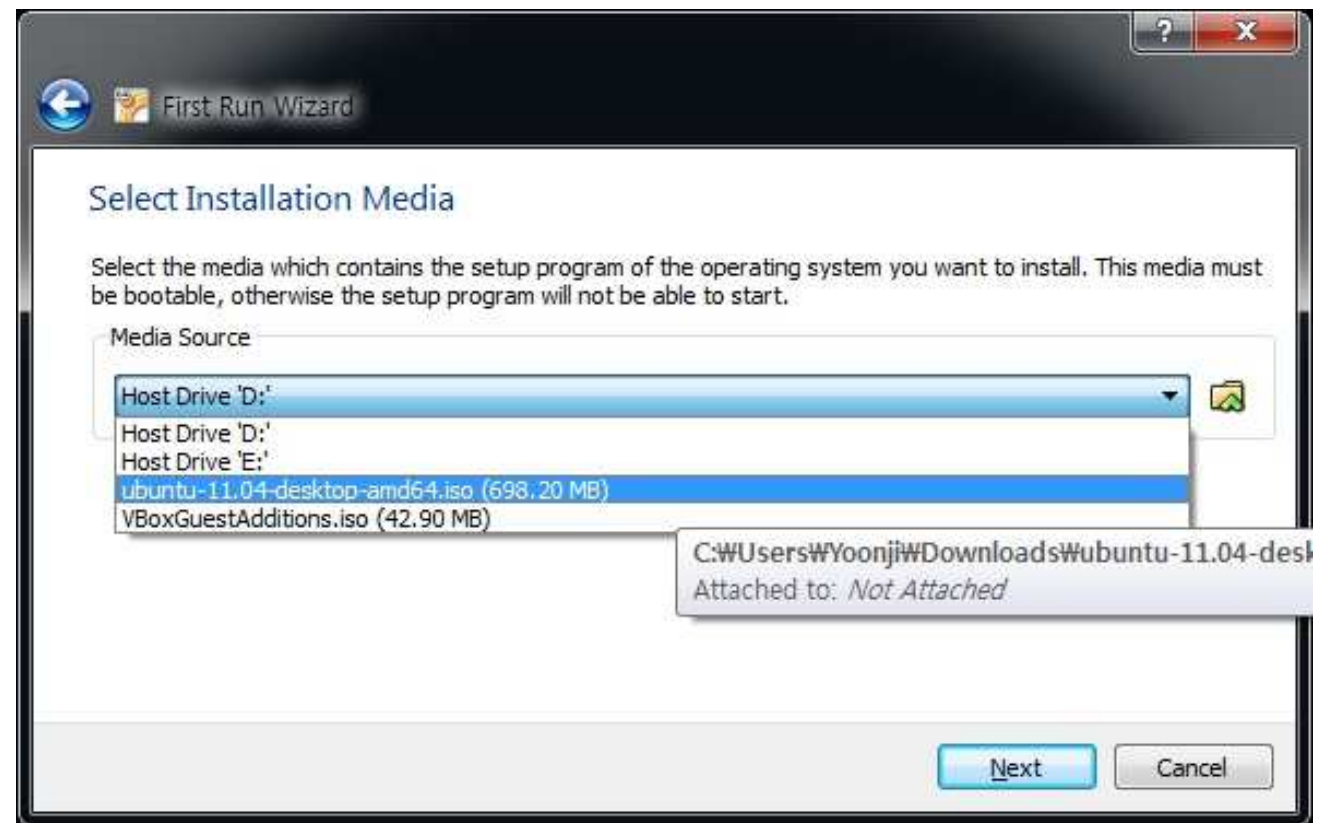 ?
X
First Run Wizard
Select Installation Media
Select the media which contains the setup program of the operating system you want to install. This media must
be bootable, otherwise the setup program will not be able to start.
Media Source
Host Drive 'D:'
Host Drive 'D:'
Host Drive 'E:'
ubuntu-11.04-desktop-amd64.iso (698.20 MB)
VBoxGuestAdditions.iso (42.90 MB)
C:₩Users₩Yoonji₩Downloads₩ubuntu-11.04-desk
Attached to: Not Attached
Next
Cancel